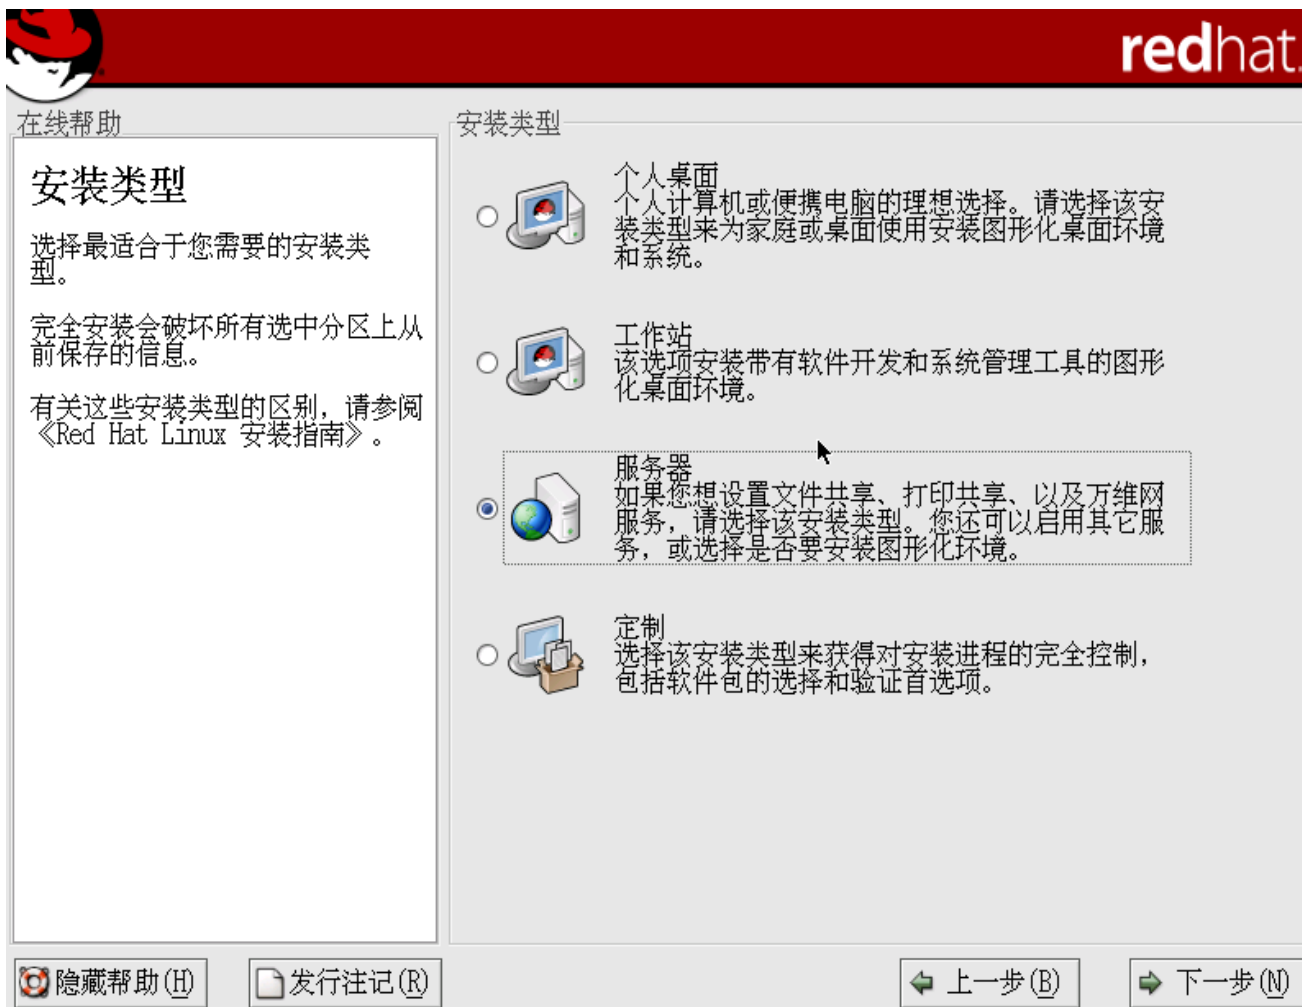 redhat.
在线帮助
安装类型
选择最适合于您需要的安装类
型。
完全安装会破坏所有选中分区上从
前保存的信息。
有关这些安装类型的区别，请参阅
《Red Hat Linux 安装指南》。
安装类型
个人桌面
个人计算机或便携电脑的理想选择。请选择该安
装类型来为家庭或桌面使用安装图形化桌面环境
和系统。
工作站
该选项安装带有软件开发和系统管理工具的图形
化桌面环境。
服务器
如果您想设置文件共享、打印共享、以及万维网
服务，请选择该安装类型。您还可以启用其它服
务，或选择是否要安装图形化环境。
定制
选择该安装类型来获得对安装进程的完全控制，
包括软件包的选择和验证首选项。
隐藏帮助(H)
发行注记(R)
上一步(B)
下一步(N)